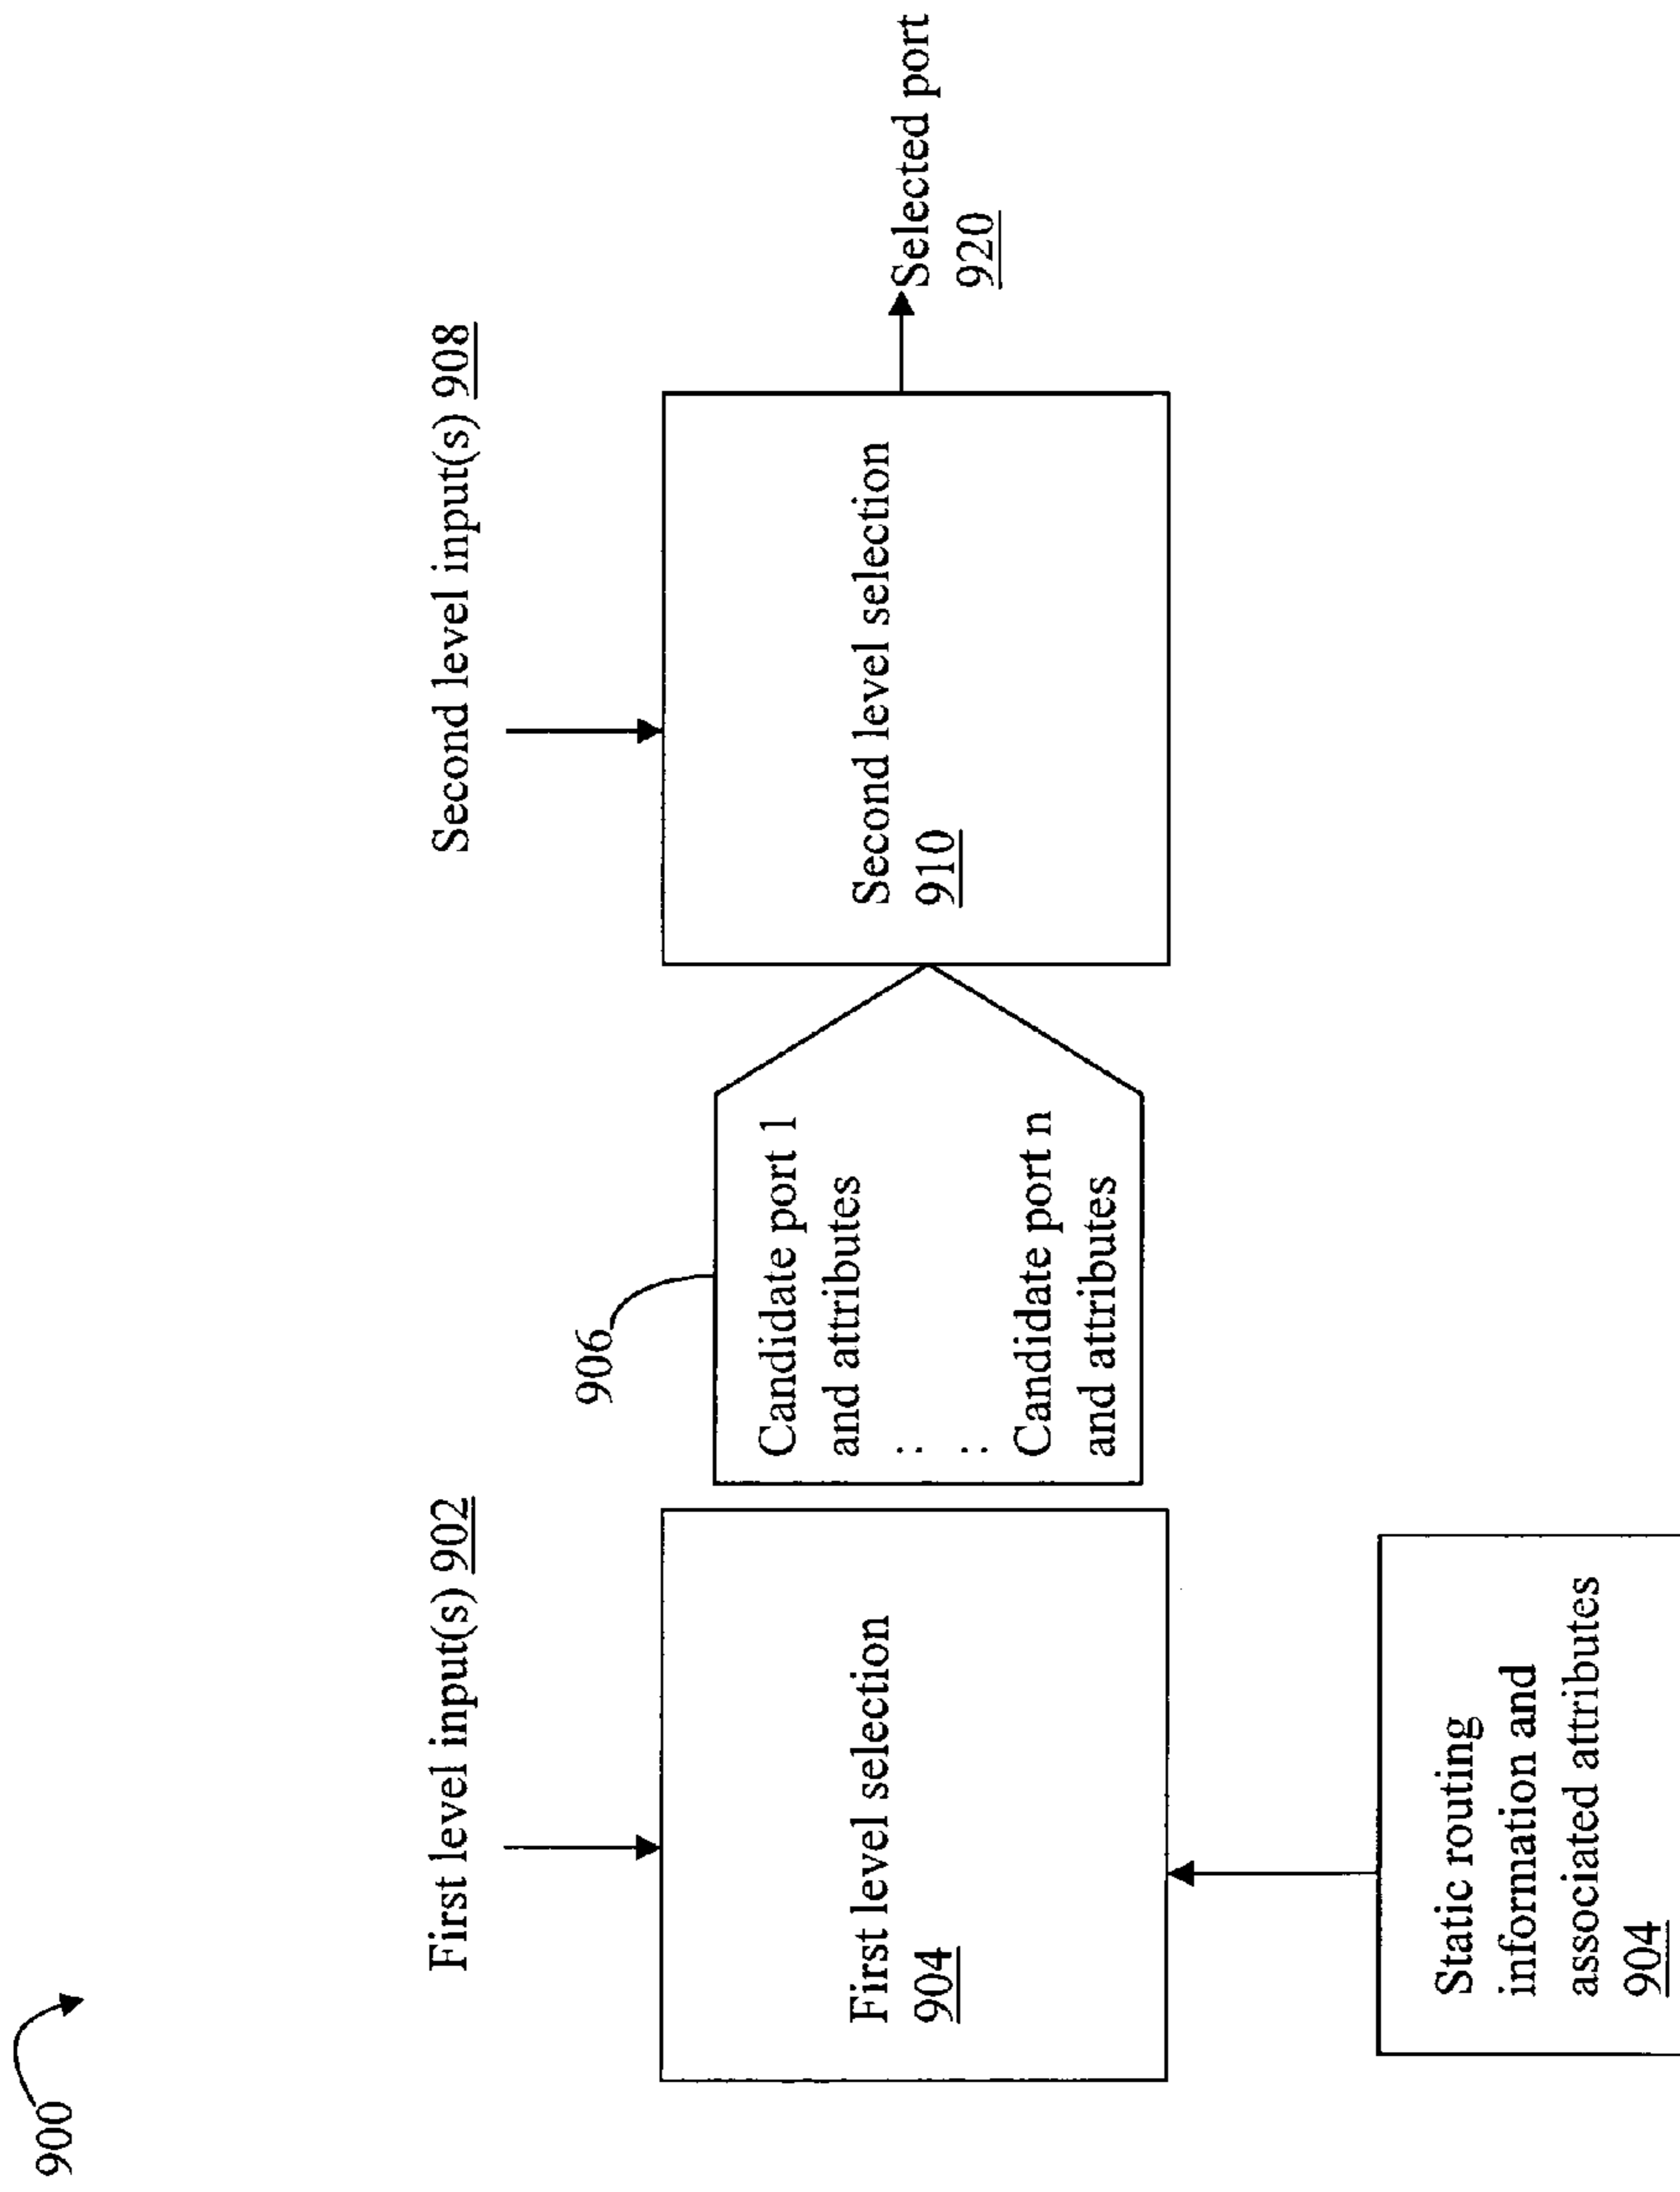 900
First level input(s) 902
Second level input(s) 908
906
First level selection
904
Candidate port 1
and attributes
:
:
Candidate port n
and attributes
Second level selection
910
Selected port
920
Static routing
information and
associated attributes
904